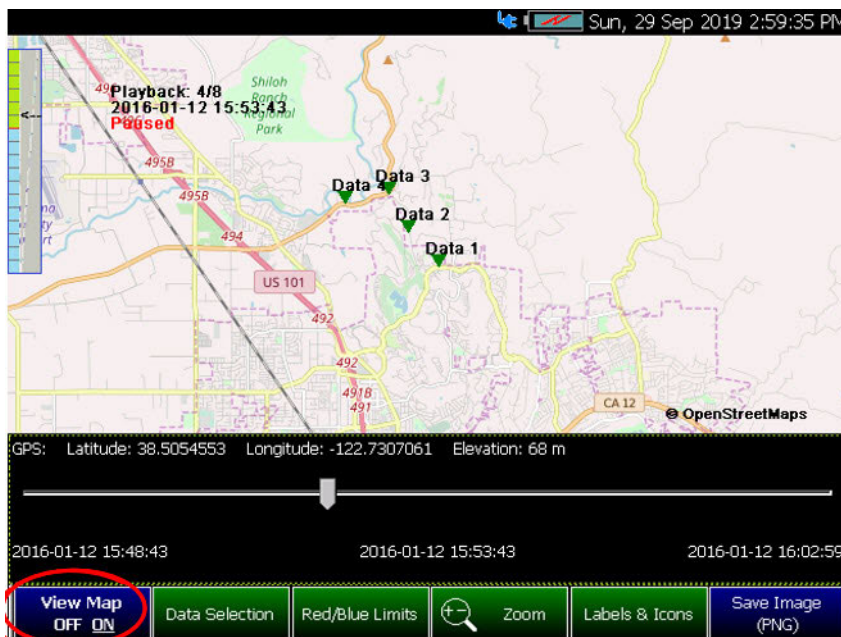 Sun, 29 Sep 2019 2:59:35 PM
Playback: 4/8
2016-01-12 15:53:43
Paused
Shiloh
Ranch
Regional
Park
495B
495B
494
US 101
492
492
491B
491
Data 4
Data 3
Data 2
Data 1
CA 12
© OpenStreetMaps
GPS: Latitude: 38.5054553 Longitude: -122.7307061 Elevation: 68 m
2016-01-12 15:48:43 2016-01-12 15:53:43 2016-01-12 16:02:59
View Map
OFF ON
Data Selection
Red/Blue Limits
Zoom
Labels & Icons
Save Image
(PNG)